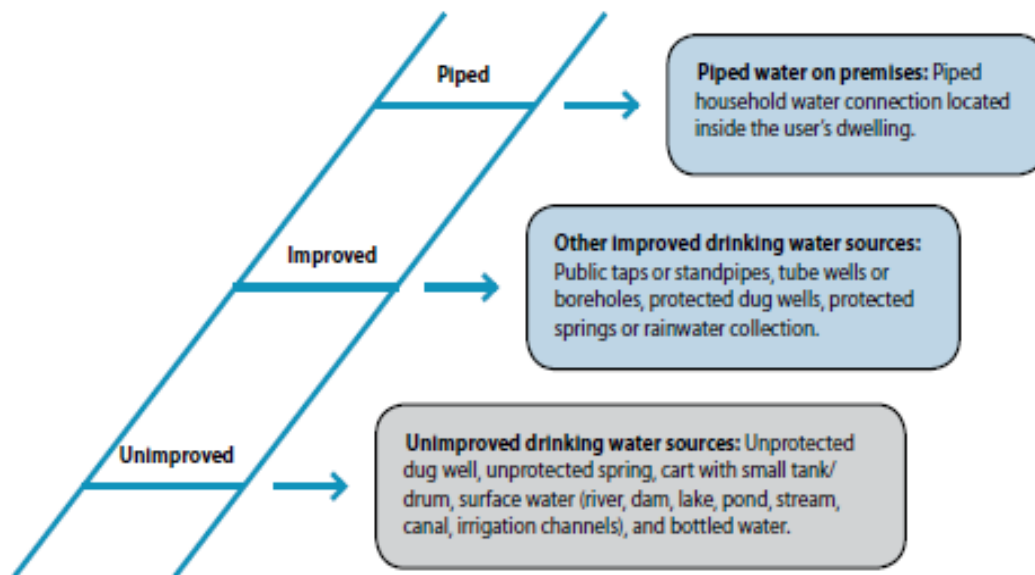 Piped
Piped water on premises: Piped
household water connection located
inside the user's dwelling.
Improved
Other improved drinking water sources:
Public taps or standpipes, tube wells or
boreholes, protected dug wells, protected
springs or rainwater collection.
Unimproved
Unimproved drinking water sources: Unprotected
dug well, unprotected spring, cart with small tank/
drum, surface water (river, dam, lake, pond, stream,
canal, irrigation channels), and bottled water.